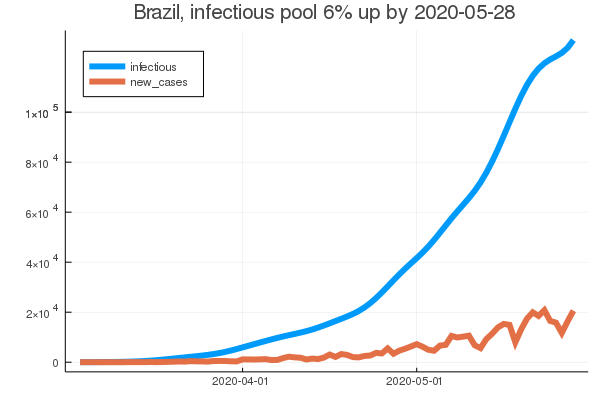 Brazil, infectious pool 6% up by 2020-05-28
infectious
new_cases
1×10 5
8×10 4
6×10 4
4×10 4
2×10 4
0
2020-04-01
2020-05-01